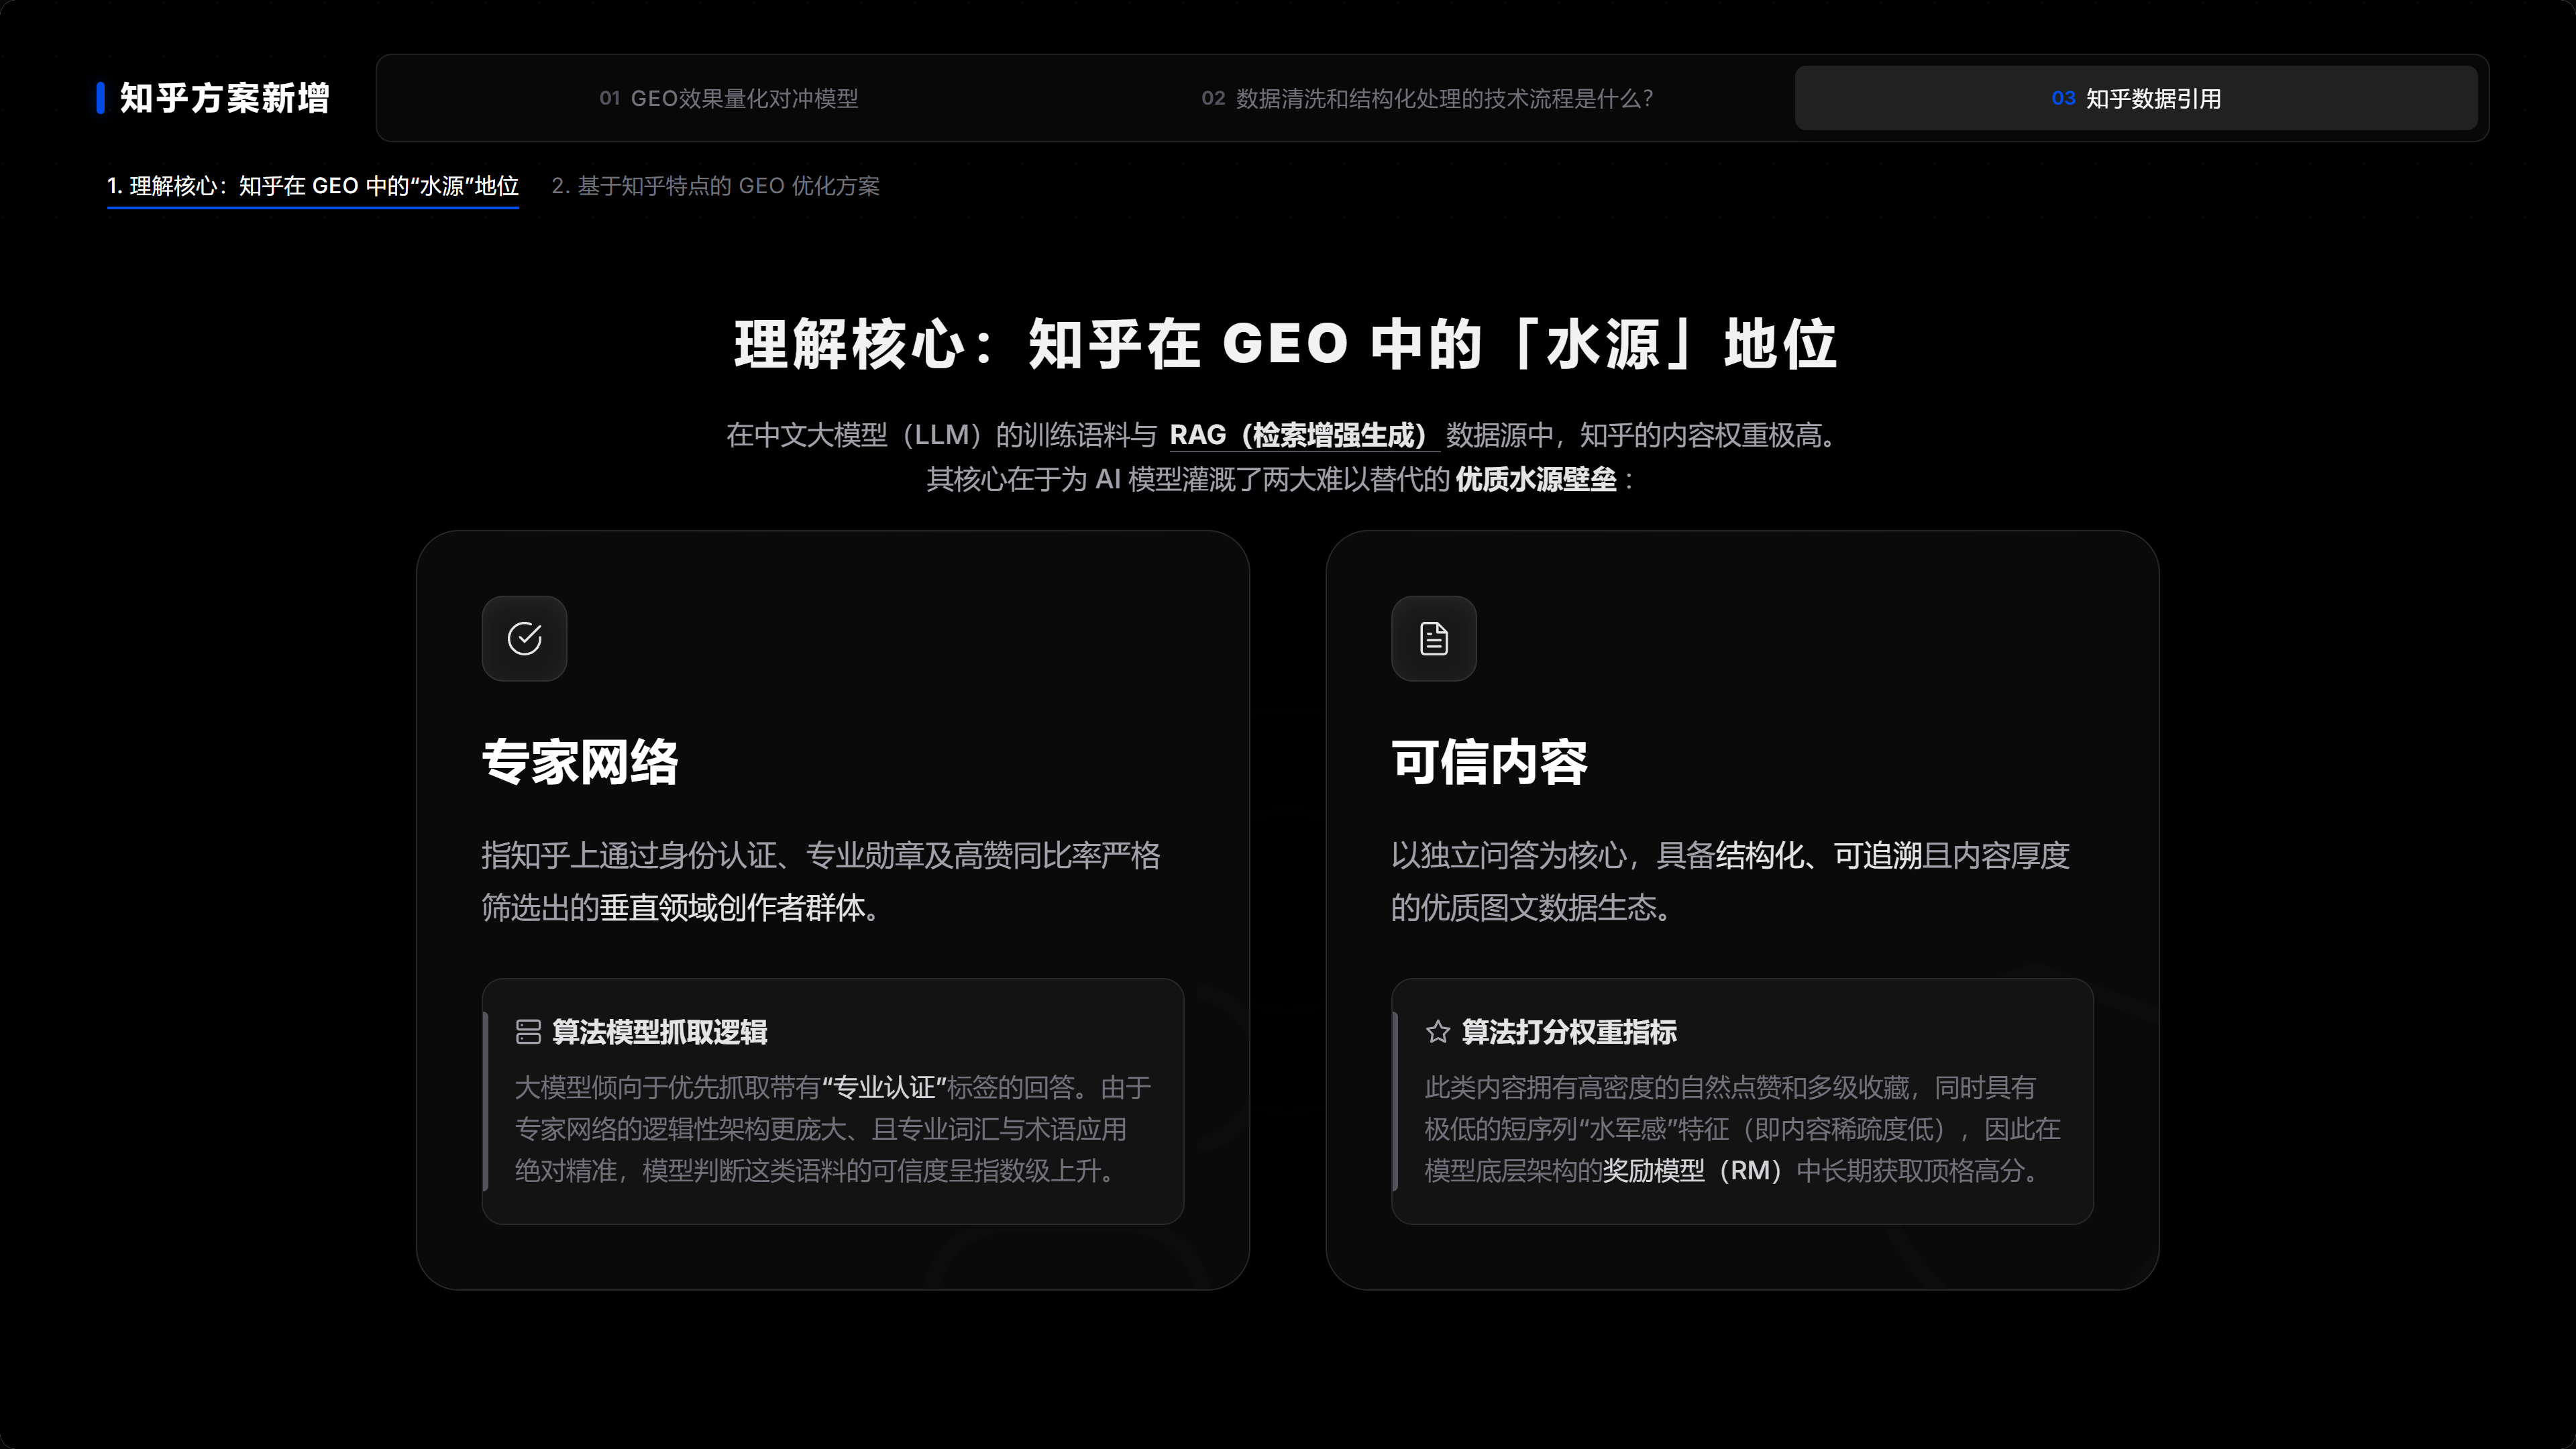 知乎方案新增
01 GEO效果量化对冲模型
02 数据清洗和结构化处理的技术流程是什么？
03 知乎数据引用
1. 理解核心：知乎在 GEO 中的“水源”地位
2. 基于知乎特点的 GEO 优化方案
理解核心：知乎在 GEO 中的「水源」地位
在中文大模型（LLM）的训练语料与 RAG（检索增强生成） 数据源中，知乎的内容权重极高。
其核心在于为 AI 模型灌溉了两大难以替代的 优质水源壁垒：
专家网络
指知乎上通过身份认证、专业勋章及高赞同比率严格
筛选出的垂直领域创作者群体。
算法模型抓取逻辑
大模型倾向于优先抓取带有“专业认证”标签的回答。由于
专家网络的逻辑性架构更庞大、且专业词汇与术语应用
绝对精准，模型判断这类语料的可信度呈指数级上升。
可信内容
以独立问答为核心，具备结构化、可追溯且内容厚度
的优质图文数据生态。
算法打分权重指标
此类内容拥有高密度的自然点赞和多级收藏，同时具有
极低的短序列“水军感”特征（即内容稀疏度低），因此在
模型底层架构的奖励模型（RM）中长期获取顶格高分。